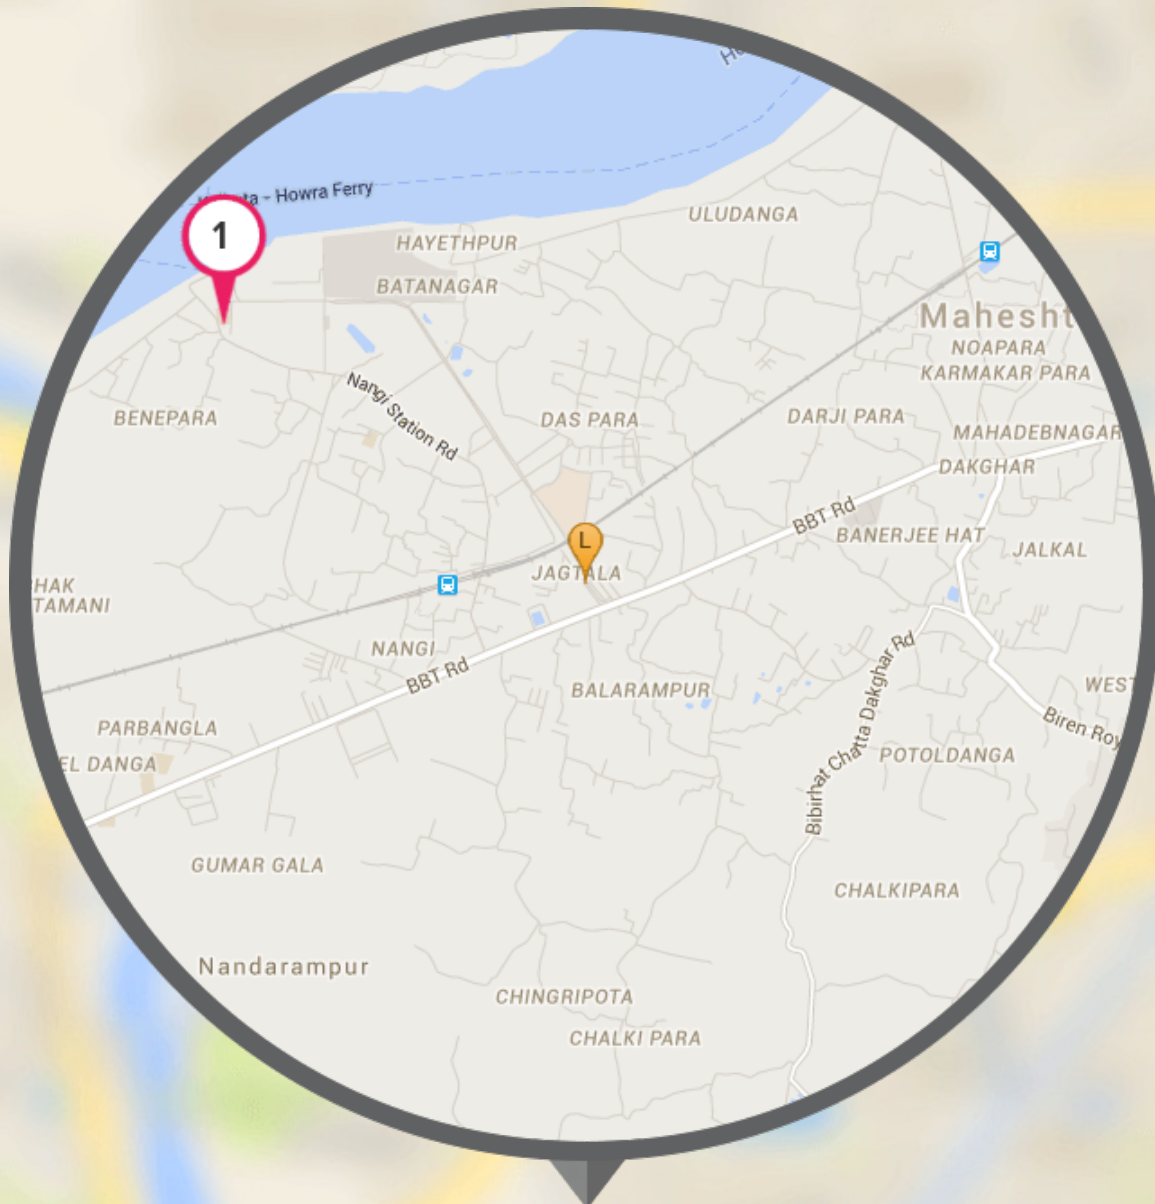 Howra Ferry
ULUDANGA
1
HAYETHPUR
BATANAGAR
Mahesht
NOAPARA
KARMAKAR PARA
Nangi Station Rd
BENEPARA
DAS PARA
DARJI PARA
MAHADEBNAGAR
DAKGHAR
BBT Rd
BANERJEE HAT
JALKAL
L
JAGTALA
HAK
TAMANI
NANGI
BBT Rd
BALARAMPUR
Bibirhat Chatta Dakghar Rd
WEST
Biren Roy
PARBANGLA
EL DANGA
POTOLDANGA
GUMAR GALA
CHALKIPARA
Nandarampur
CHINGRIPOTA
CHALKI PARA